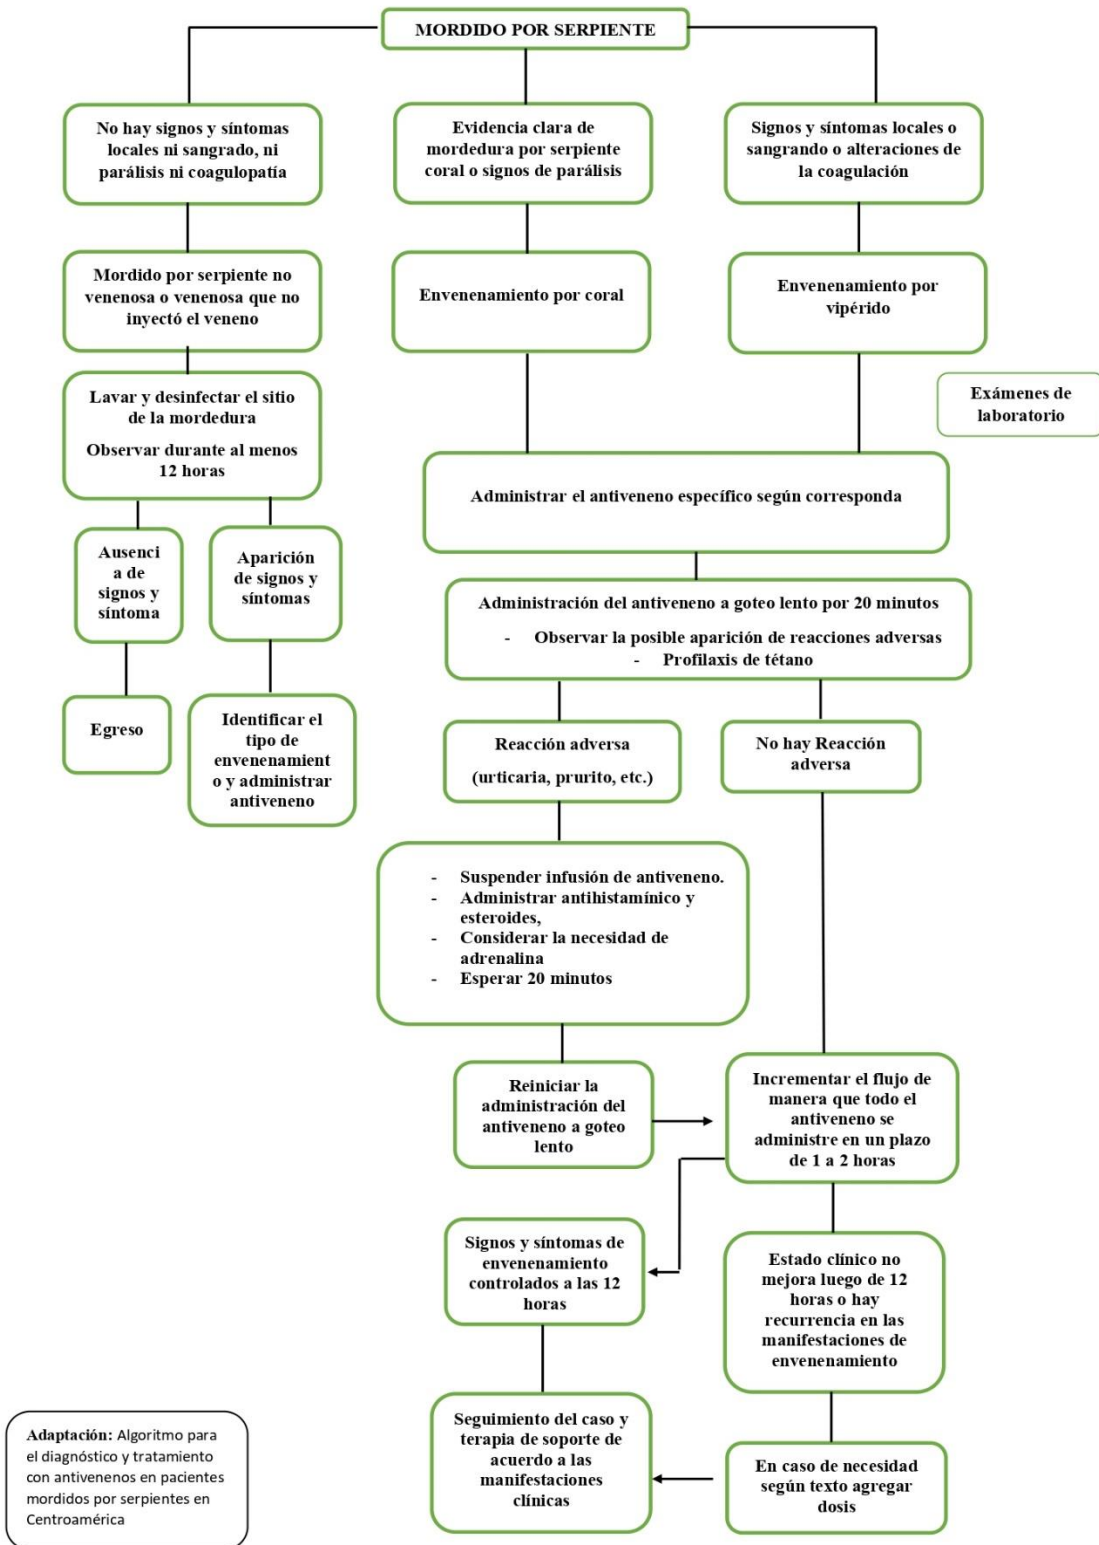 MORDIDO POR SERPIENTE
No hay signos y síntomas
locales ni sangrado, ni
parálisis ni coagulopatía
Evidencia clara de
mordedura por serpiente
coral o signos de parálisis
Signos y síntomas locales o
sangrando o alteraciones de
la coagulación
Mordido por serpiente no
venenosa o venenosa que no
inyectó el veneno
Envenenamiento por coral
Envenenamiento por
vipérido
Lavar y desinfectar el sitio
de la mordedura
Observar durante al menos
12 horas
Exámenes de
laboratorio
Administrar el antiveneno específico según corresponda
Ausenci
a de
signos y
síntoma
Aparición
de signos y
síntomas
Administración del antiveneno a goteo lento por 20 minutos
- Observar la posible aparición de reacciones adversas
- Profilaxis de tétano
Egreso
Identificar el
tipo de
envenenamient
o y administrar
antiveneno
Reacción adversa
(urticaria, prurito, etc.)
No hay Reacción
adversa
- Suspender infusión de antiveneno.
- Administrar antihistamínico y
esteroides,
- Considerar la necesidad de
adrenalina
- Esperar 20 minutos
Reiniciar la
administración del
antiveneno a goteo
lento
Incrementar el flujo de
manera que todo el
antiveneno se
administre en un plazo
de 1 a 2 horas
Signos y síntomas de
envenenamiento
controlados a las 12
horas
Estado clínico no
mejora luego de 12
horas o hay
recurrencia en las
manifestaciones de
envenenamiento
Seguimiento del caso y
terapia de soporte de
acuerdo a las
manifestaciones
clínicas
En caso de necesidad
según texto agregar
dosis
Adaptación: Algoritmo para
el diagnóstico y tratamiento
con antivenenos en pacientes
mordidos por serpientes en
Centroamérica